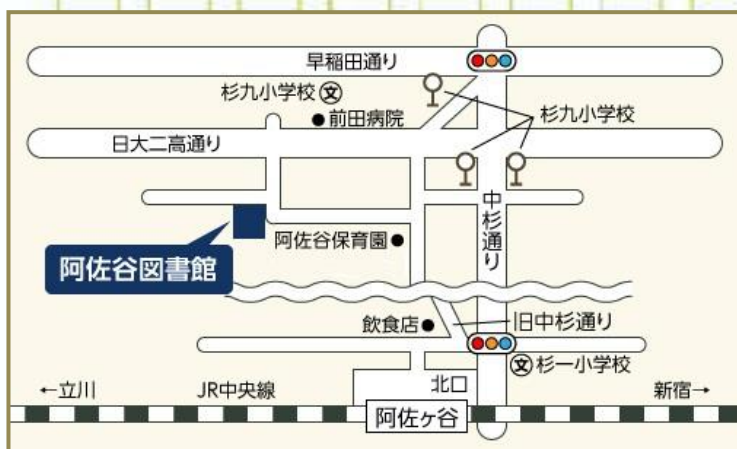 早稲田通り
杉九小学校 文
前田病院
杉九小学校
日大二高通り
中杉通り
阿佐谷保育園
阿佐谷図書館
飲食店
旧中杉通り
文 杉一小学校
←立川
JR中央線
北口
新宿→
阿佐ヶ谷